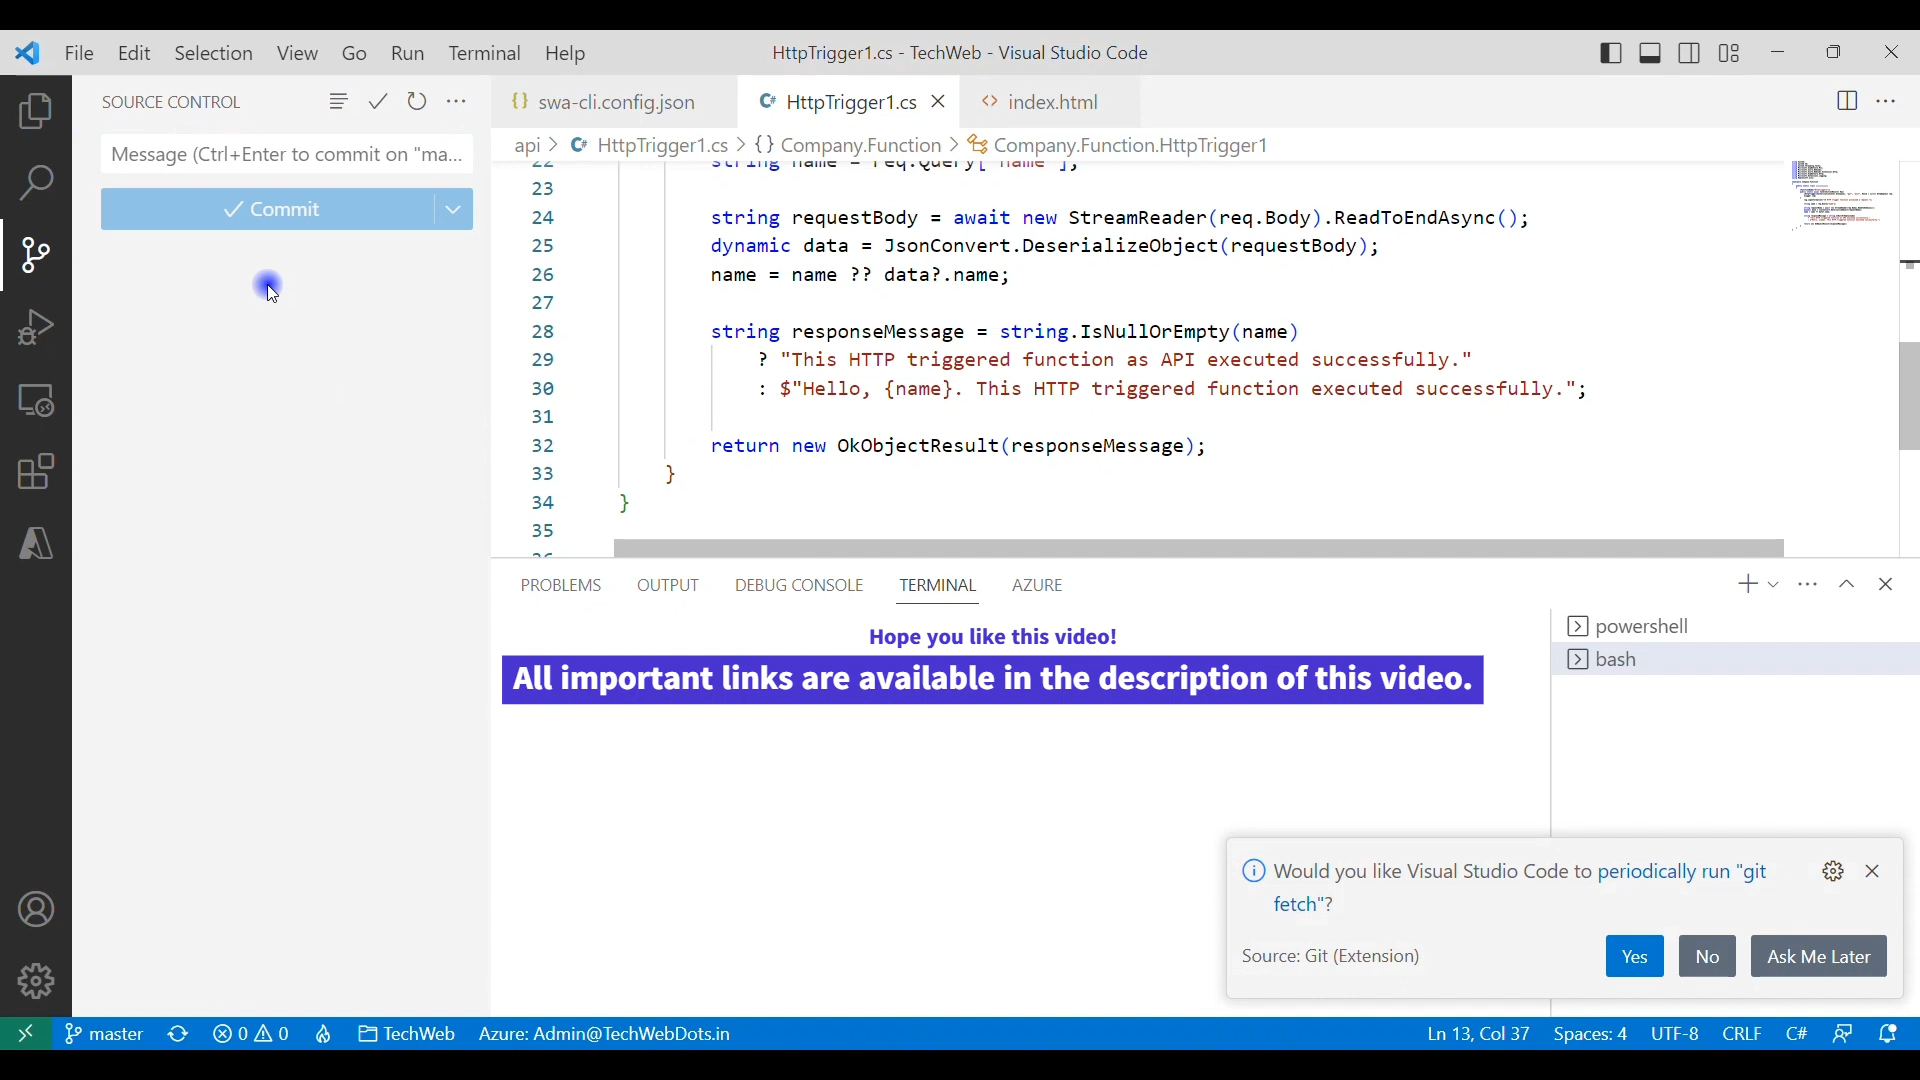 File Edit Selection View Go Run Terminal Help
HttpTrigger1.cs - TechWeb - Visual Studio Code
SOURCE CONTROL
Message (Ctrl+Enter to commit on "ma...
Commit
{} swa-cli.config.json
C# HttpTrigger1.cs
<> index.html
api > C# HttpTrigger1.cs > {} Company.Function > Company.Function.HttpTrigger1
22 string name = req.Query["name"];
23
24 string requestBody = await new StreamReader(req.Body).ReadToEndAsync();
25 dynamic data = JsonConvert.DeserializeObject(requestBody);
26 name = name ?? data?.name;
27
28 string responseMessage = string.IsNullOrEmpty(name)
29 ? "This HTTP triggered function as API executed successfully."
30 : $"Hello, {name}. This HTTP triggered function executed successfully.";
31
32 return new OkObjectResult(responseMessage);
33 }
34 }
35
PROBLEMS OUTPUT DEBUG CONSOLE TERMINAL AZURE
Hope you like this video!
All important links are available in the description of this video.
powershell
bash
Would you like Visual Studio Code to periodically run "git
fetch"?
Source: Git (Extension)
Yes No Ask Me Later
master 0 0 TechWeb Azure: Admin@TechWebDots.in Ln 13, Col 37 Spaces: 4 UTF-8 CRLF C#